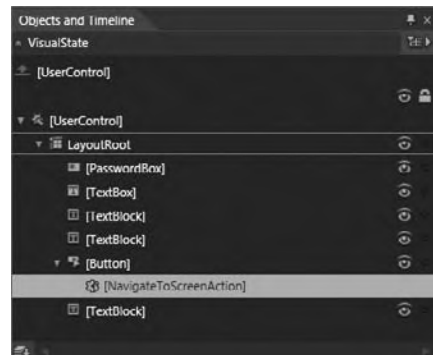 Objects and Timeline
VisualState
[UserControl]
[UserControl]
LayoutRoot
[PasswordBox]
[TextBox]
[TextBlock]
[TextBlock]
[Button]
[NavigateToScreenAction]
[TextBlock]